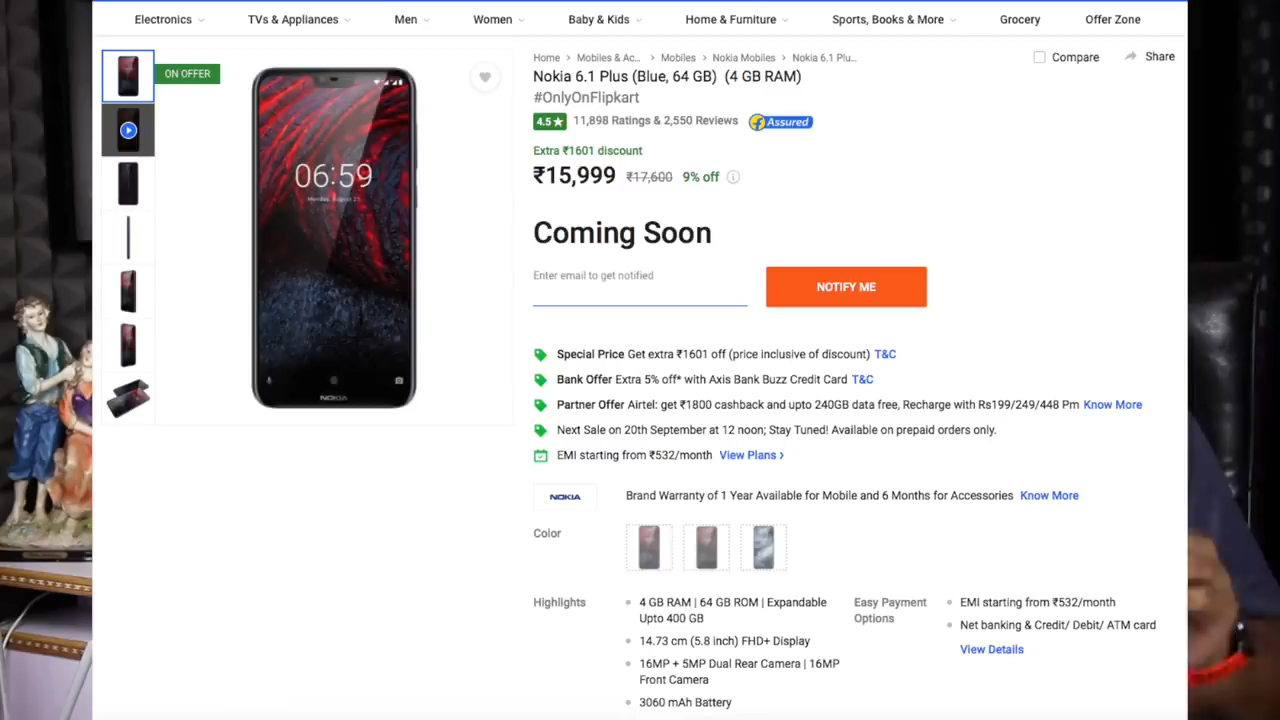 Electronics TVs & Appliances Men Women Baby & Kids Home & Furniture Sports, Books & More Grocery Offer Zone
ON OFFER
06:59
NOKIA
Home > Mobiles & Ac... > Mobiles > Nokia Mobiles > Nokia 6.1 Plu...
Compare Share
Nokia 6.1 Plus (Blue, 64 GB) (4 GB RAM)
#OnlyOnFlipkart
4.5★ 11,898 Ratings & 2,550 Reviews Assured
Extra ₹1601 discount
₹15,999 ₹17,600 9% off
Coming Soon
Enter email to get notified
NOTIFY ME
Special Price Get extra ₹1601 off (price inclusive of discount) T&C
Bank Offer Extra 5% off* with Axis Bank Buzz Credit Card T&C
Partner Offer Airtel: get ₹1800 cashback and upto 240GB data free, Recharge with Rs199/249/448 Pm Know More
Next Sale on 20th September at 12 noon; Stay Tuned! Available on prepaid orders only.
EMI starting from ₹532/month View Plans >
NOKIA Brand Warranty of 1 Year Available for Mobile and 6 Months for Accessories Know More
Color
Highlights
4 GB RAM | 64 GB ROM | Expandable
Upto 400 GB
14.73 cm (5.8 inch) FHD+ Display
16MP + 5MP Dual Rear Camera | 16MP
Front Camera
3060 mAh Battery
Easy Payment
Options
EMI starting from ₹532/month
Net banking & Credit/ Debit/ ATM card
View Details